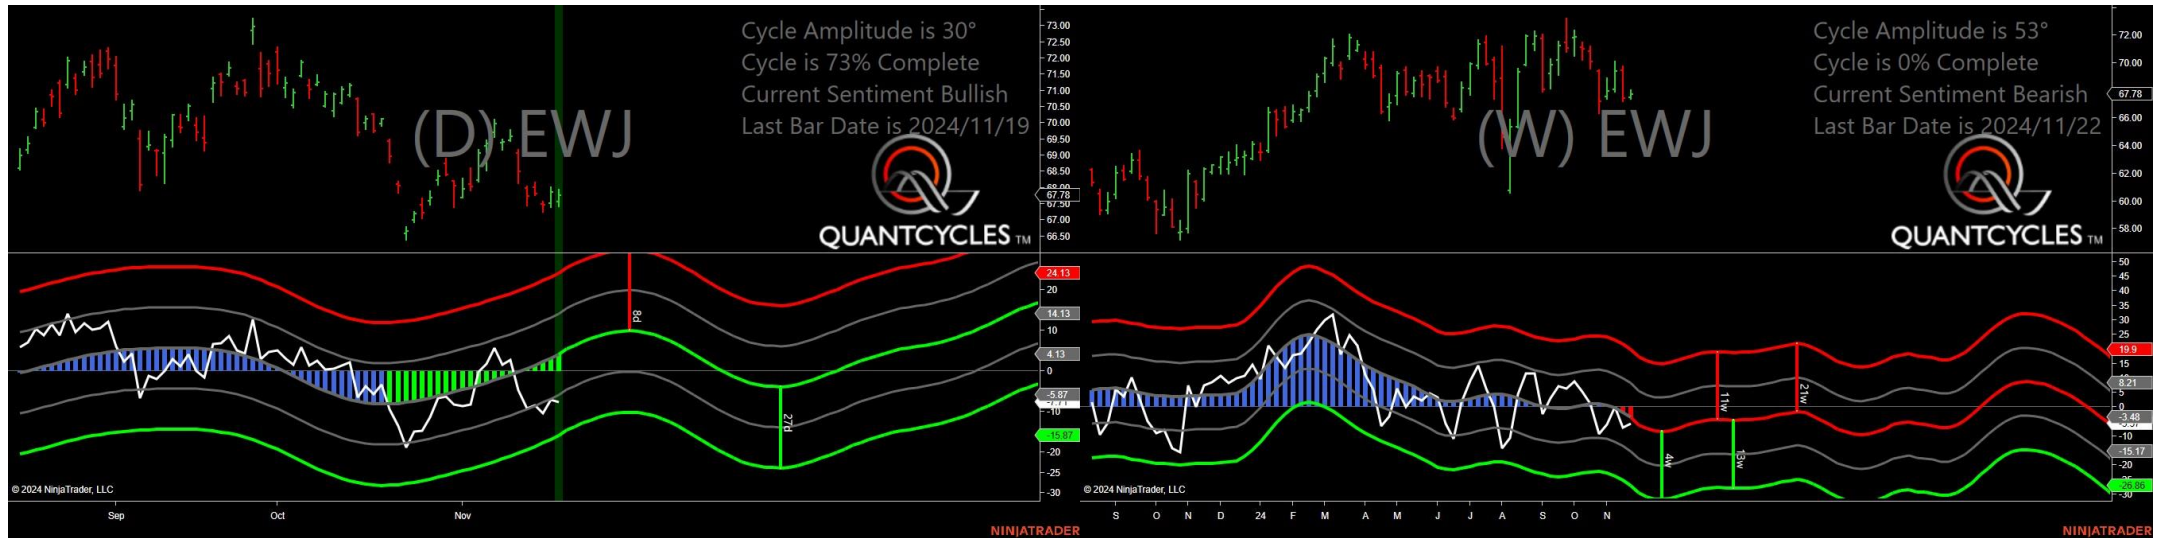 Cycle Amplitude is 30°
Cycle is 73% Complete
Current Sentiment Bullish
Last Bar Date is 2024/11/19
(D) EWJ
QUANTCYCLES TM
73.00
72.50
72.00
71.50
71.00
70.50
70.00
69.50
69.00
68.50
67.78
67.50
67.00
66.50
24.13
20
14.13
10
4.13
0
-5.87
-10
-15.87
-20
-25
-30
8d
27d
© 2024 NinjaTrader, LLC
Sep
Oct
Nov
NINJATRADER
Cycle Amplitude is 53°
Cycle is 0% Complete
Current Sentiment Bearish
Last Bar Date is 2024/11/22
(W) EWJ
QUANTCYCLES TM
72.00
70.00
67.78
66.00
64.00
62.00
60.00
58.00
50
45
40
35
30
25
19.9
15
8.21
5
0
-3.48
-10
-15.17
-20
-26.86
-30
11w
21w
4w
13w
© 2024 NinjaTrader, LLC
S
O
N
D
24
F
M
A
M
J
J
A
S
O
N
NINJATRADER